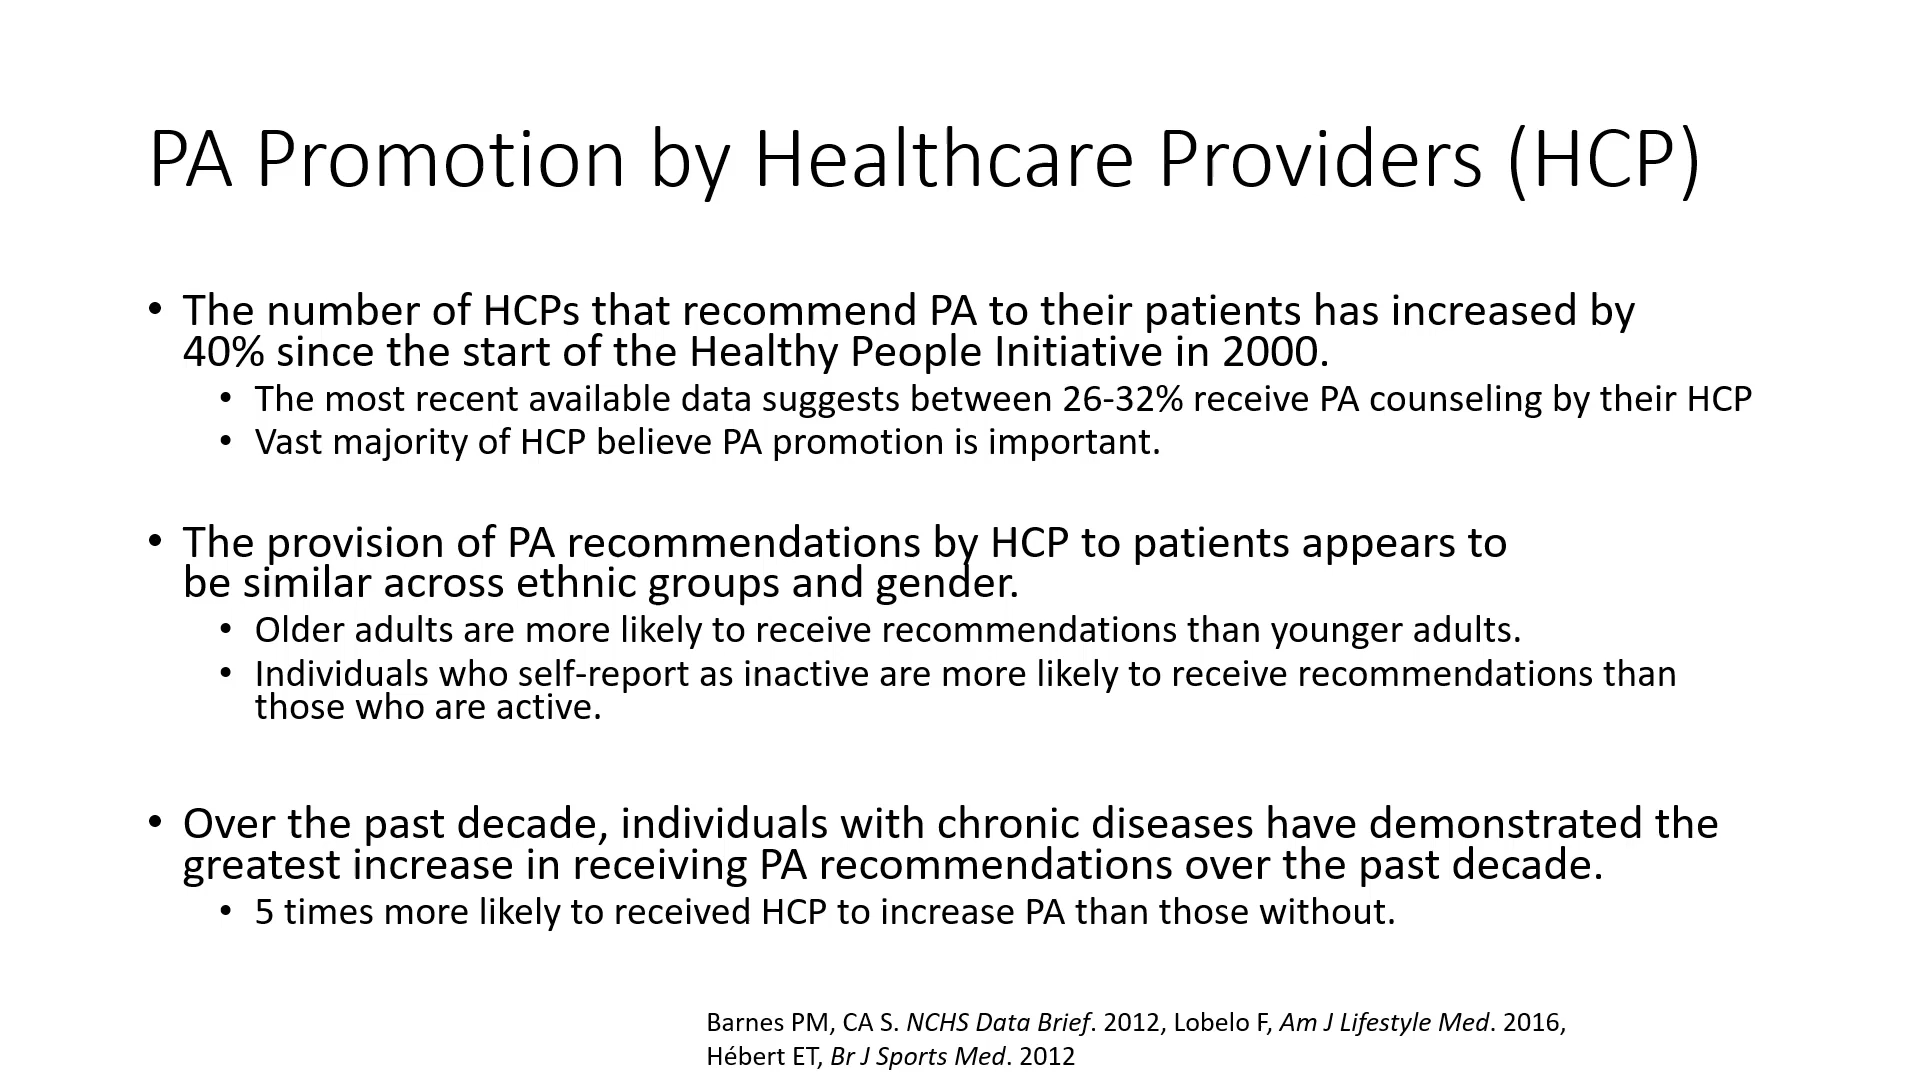 PA Promotion by Healthcare Providers (HCP)
• The number of HCPs that recommend PA to their patients has increased by
40% since the start of the Healthy People Initiative in 2000.
• The most recent available data suggests between 26-32% receive PA counseling by their HCP
• Vast majority of HCP believe PA promotion is important.
• The provision of PA recommendations by HCP to patients appears to
be similar across ethnic groups and gender.
• Older adults are more likely to receive recommendations than younger adults.
• Individuals who self-report as inactive are more likely to receive recommendations than
those who are active.
• Over the past decade, individuals with chronic diseases have demonstrated the
greatest increase in receiving PA recommendations over the past decade.
• 5 times more likely to received HCP to increase PA than those without.
Barnes PM, CA S. NCHS Data Brief. 2012, Lobelo F, Am J Lifestyle Med. 2016,
Hébert ET, Br J Sports Med. 2012